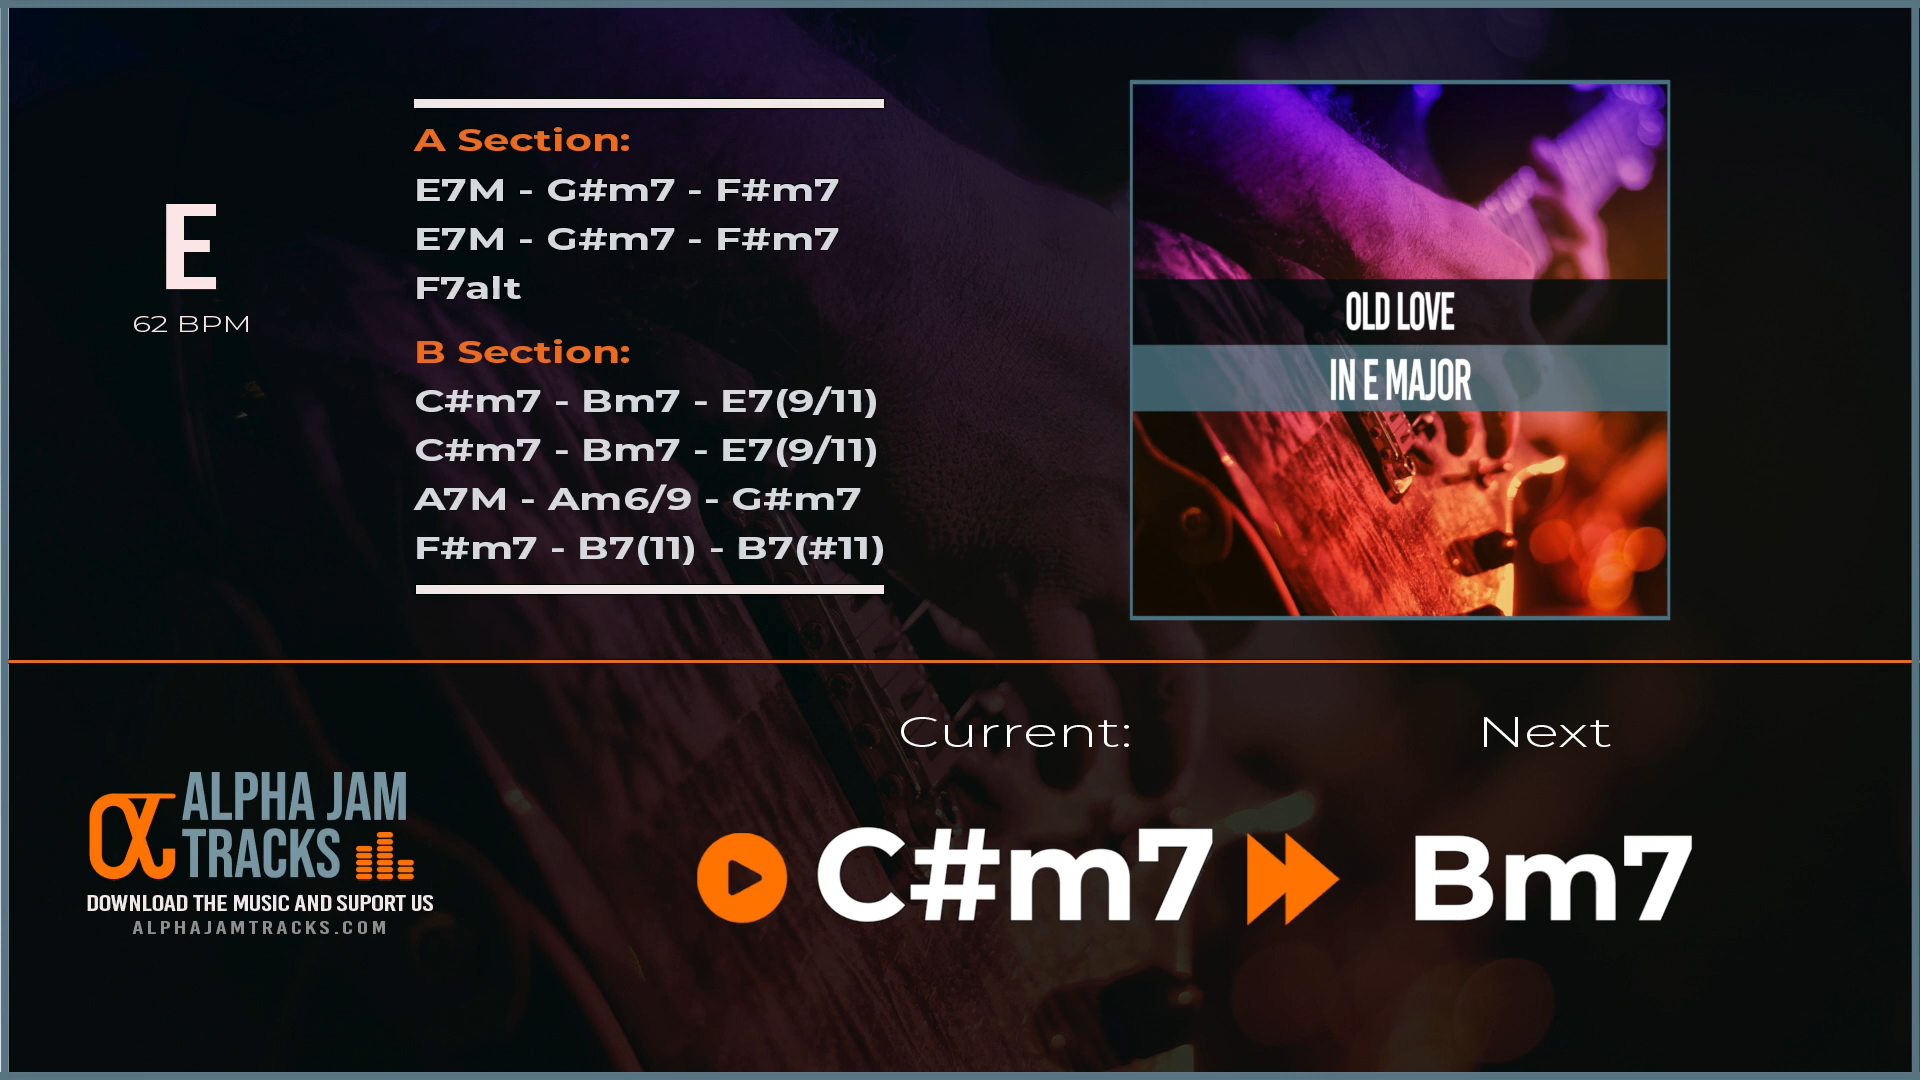 E
62 BPM
A Section:
E7M - G#m7 - F#m7
E7M - G#m7 - F#m7
F7alt
B Section:
C#m7 - Bm7 - E7(9/11)
C#m7 - Bm7 - E7(9/11)
A7M - Am6/9 - G#m7
F#m7 - B7(11) - B7(#11)
OLD LOVE
IN E MAJOR
Current:
C#m7
Next
Bm7
ALPHA JAM
TRACKS
DOWNLOAD THE MUSIC AND SUPORT US
ALPHAJAMTRACKS.COM